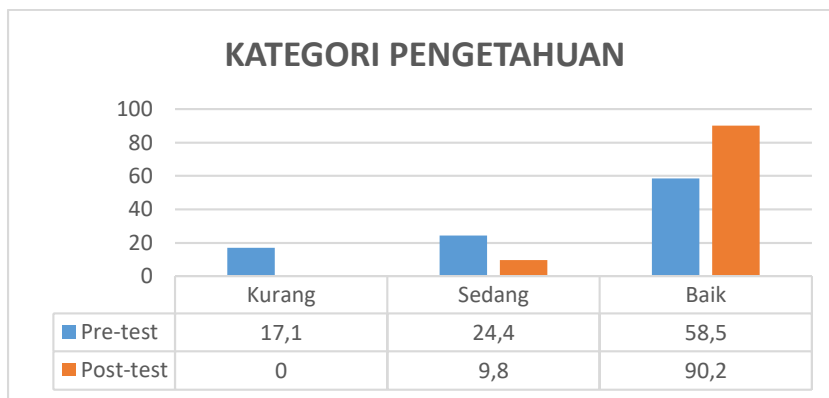 KATEGORI PENGETAHUAN
100
80
60
40
20
0
Kurang Sedang Baik
Pre-test 17,1 24,4 58,5
Post-test 0 9,8 90,2